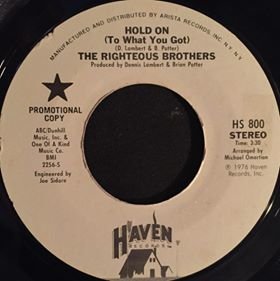 MANUFACTURED AND DISTRIBUTED BY ARISTA RECORDS, INC. N.Y., N.Y.
HOLD ON
(To What You Got)
(D. Lambert & B. Potter)
THE RIGHTEOUS BROTHERS
Produced by Dennis Lambert & Brian Potter
PROMOTIONAL
COPY
ABC/Dunhill
Music, Inc. &
One Of A Kind
Music Co.
BMI
2256-S
Engineered by
Joe Sidore
HS 800
STEREO
Time: 3:30
Arranged by
Michael Omartian
℗ 1976 Haven
Records, Inc.
HAVEN
RECORDS